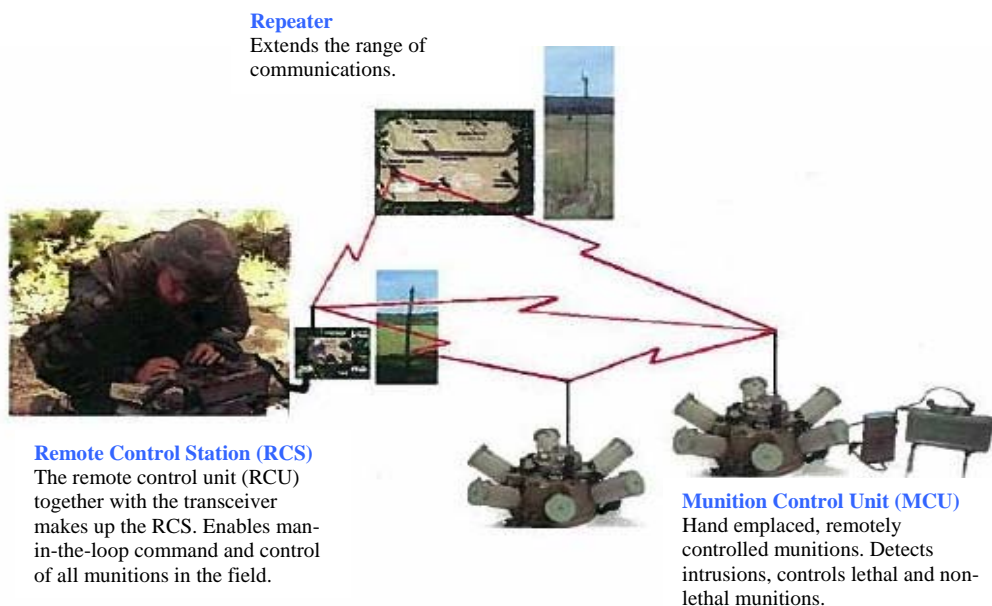 Repeater
Extends the range of
communications.
Remote Control Station (RCS)
The remote control unit (RCU)
together with the transceiver
makes up the RCS. Enables man-
in-the-loop command and control
of all munitions in the field.
Munition Control Unit (MCU)
Hand emplaced, remotely
controlled munitions. Detects
intrusions, controls lethal and non-
lethal munitions.